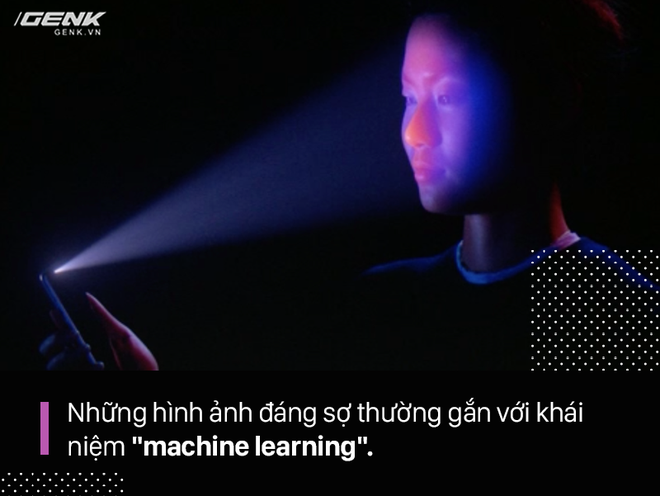 /GENK
GENK.VN
Những hình ảnh đáng sợ thường gắn với khái
niệm "machine learning".